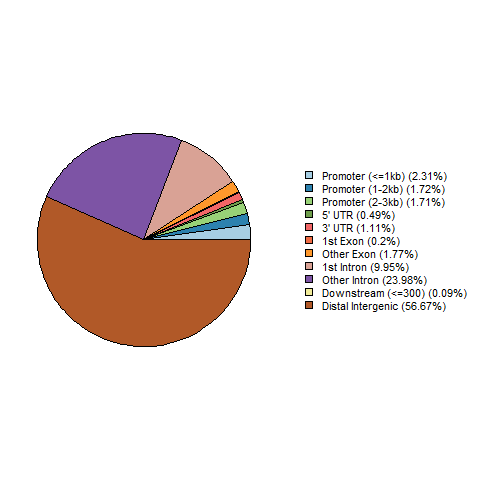 Promoter (<=1kb) (2.31%)
Promoter (1-2kb) (1.72%)
Promoter (2-3kb) (1.71%)
5' UTR (0.49%)
3' UTR (1.11%)
1st Exon (0.2%)
Other Exon (1.77%)
1st Intron (9.95%)
Other Intron (23.98%)
Downstream (<=300) (0.09%)
Distal Intergenic (56.67%)